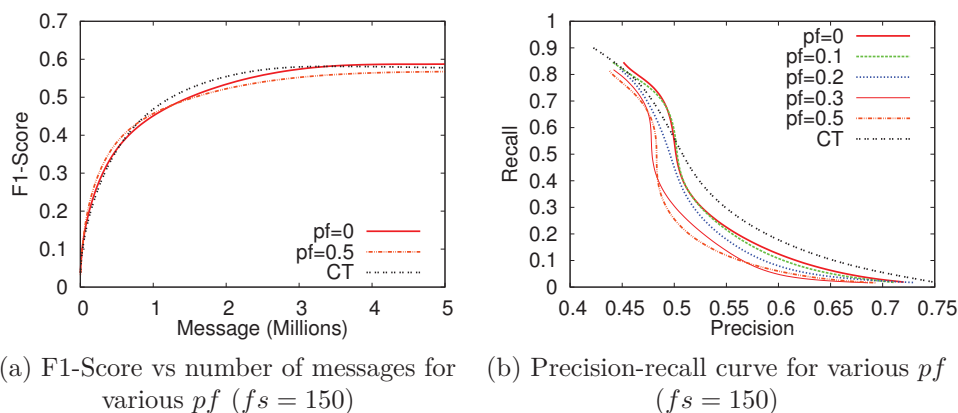 0.7
0.6
0.5
0.4
0.3
0.2
0.1
0
F1-Score
0 1 2 3 4 5
Message (Millions)
pf=0
pf=0.5
CT
(a) F1-Score vs number of messages for
various pf (fs = 150)
1
0.9
0.8
0.7
0.6
0.5
0.4
0.3
0.2
0.1
0
Recall
0.4 0.45 0.5 0.55 0.6 0.65 0.7 0.75
Precision
pf=0
pf=0.1
pf=0.2
pf=0.3
pf=0.5
CT
(b) Precision-recall curve for various pf
(fs = 150)